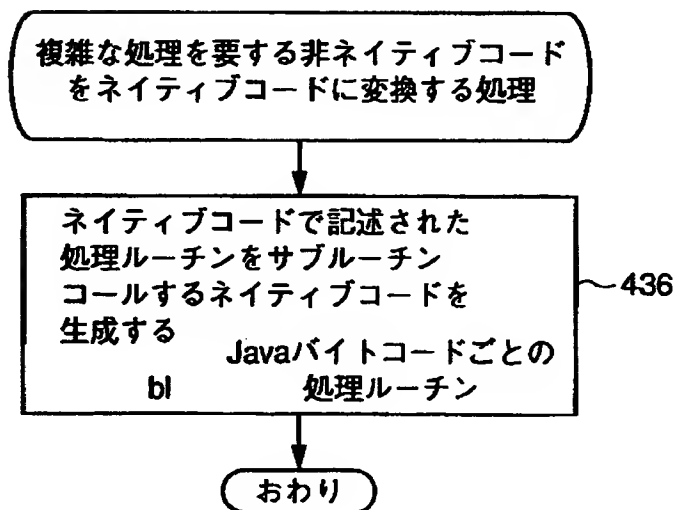 複雑な処理を要する非ネイティブコード
をネイティブコードに変換する処理
ネイティブコードで記述された
処理ルーチンをサブルーチン
コールするネイティブコードを
生成する
Javaバイトコードごとの
bl 処理ルーチン
436
おわり